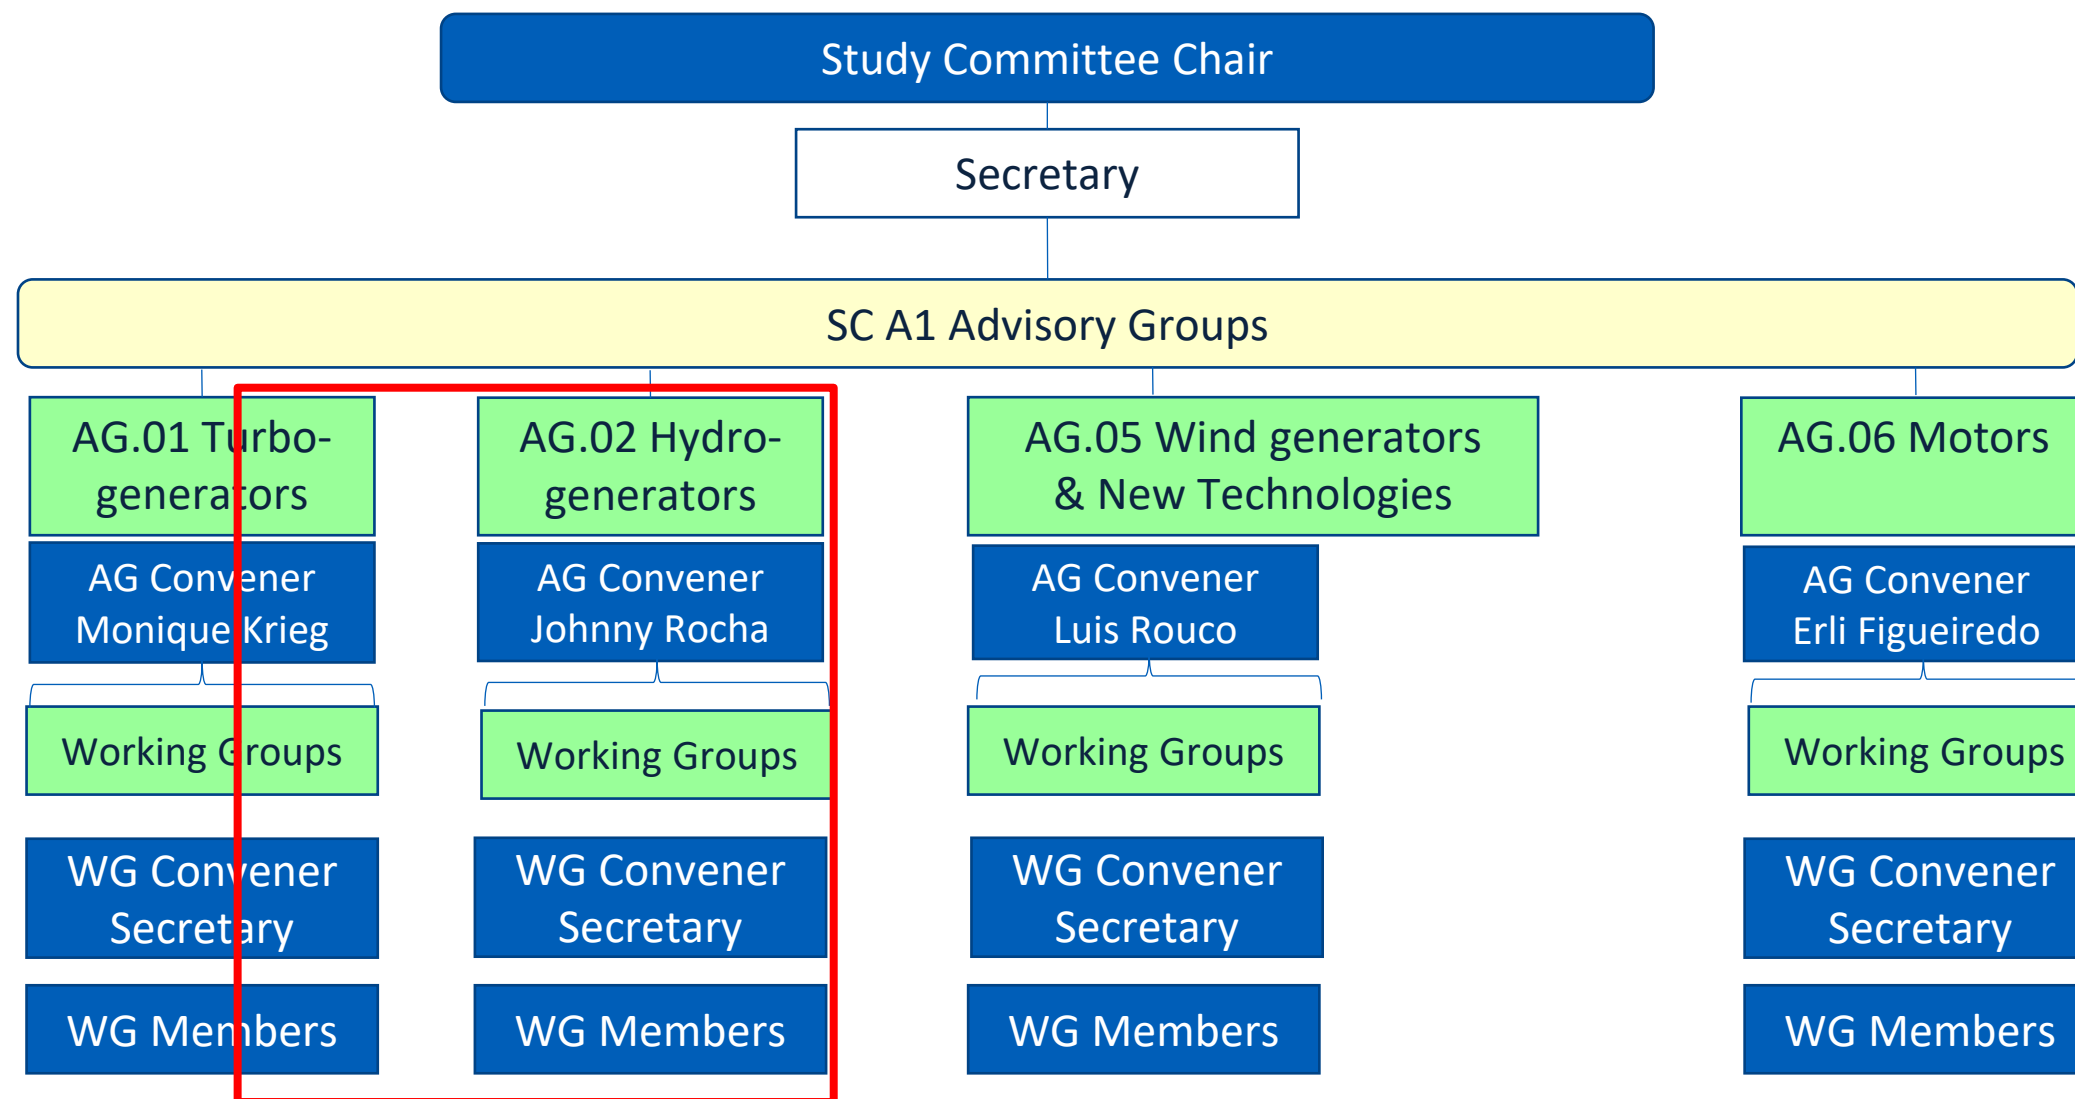 Study Committee Chair
Secretary
SC A1 Advisory Groups
AG.01 Turbo-
generators
AG Convener
Monique Krieg
Working Groups
WG Convener
Secretary
WG Members
AG.02 Hydro-
generators
AG Convener
Johnny Rocha
Working Groups
WG Convener
Secretary
WG Members
AG.05 Wind generators
& New Technologies
AG Convener
Luis Rouco
Working Groups
WG Convener
Secretary
WG Members
AG.06 Motors
AG Convener
Erli Figueiredo
Working Groups
WG Convener
Secretary
WG Members